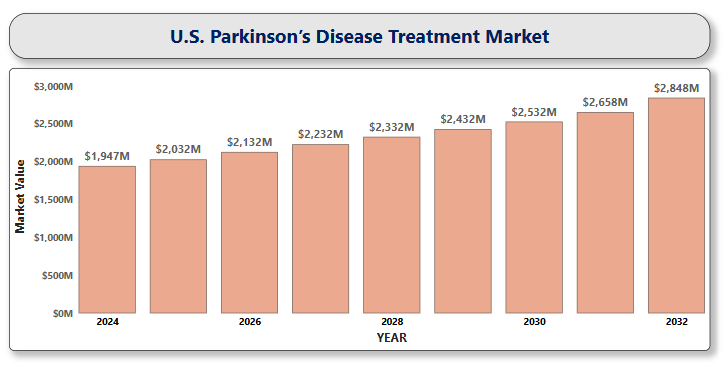 U.S. Parkinson’s Disease Treatment Market
$3,000M
$2,500M
$2,000M
$1,500M
$1,000M
$500M
$0M
Market Value
$1,947M
$2,032M
$2,132M
$2,232M
$2,332M
$2,432M
$2,532M
$2,658M
$2,848M
2024
2026
2028
2030
2032
YEAR